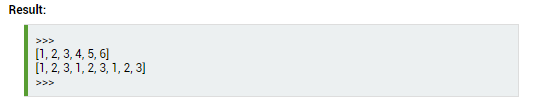 Result:
>>>
[1, 2, 3, 4, 5, 6]
[1, 2, 3, 1, 2, 3, 1, 2, 3]
>>>